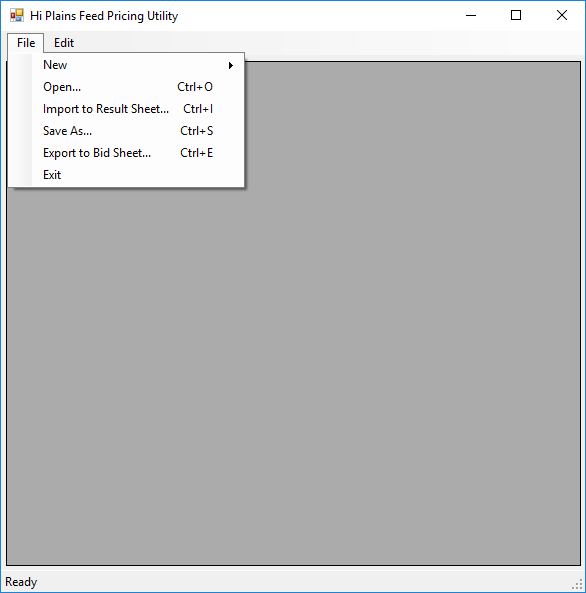 Hi Plains Feed Pricing Utility
File Edit
New
Open... Ctrl+O
Import to Result Sheet... Ctrl+I
Save As... Ctrl+S
Export to Bid Sheet... Ctrl+E
Exit
Ready